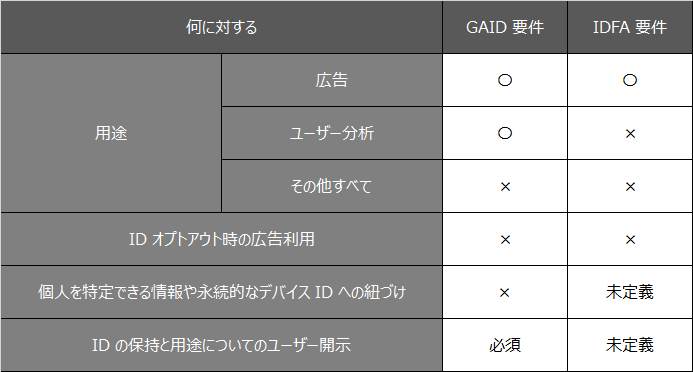 何に対する GAID 要件 IDFA 要件
用途 広告 〇 〇
ユーザー分析 〇 ×
その他すべて × ×
ID オプトアウト時の広告利用 × ×
個人を特定できる情報や永続的なデバイス ID への紐づけ × 未定義
ID の保持と用途についてのユーザー開示 必須 未定義